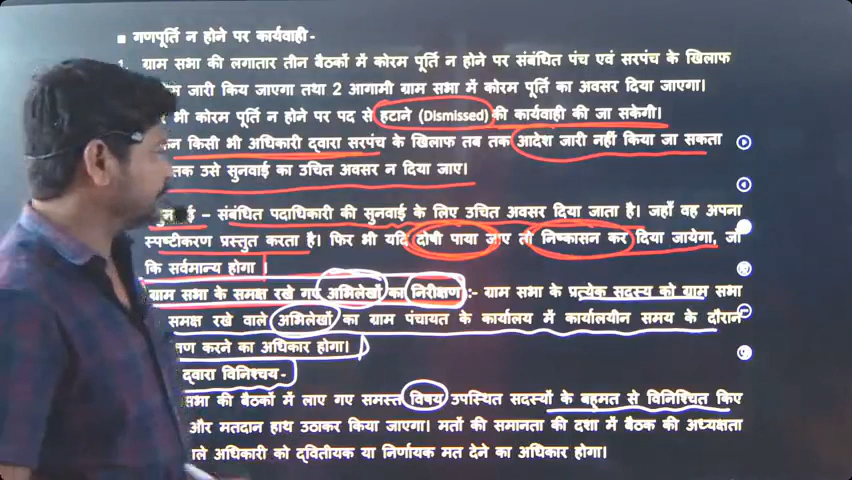 ■ गणपूर्ति न होने पर कार्यवाही -
1. ग्राम सभा की लगातार तीन बैठकों में कोरम पूर्ति न होने पर संबंधित पंच एवं सरपंच के खिलाफ
जारी किय जाएगा तथा 2 आगामी ग्राम सभा में कोरम पूर्ति का अवसर दिया जाएगा।
भी कोरम पूर्ति न होने पर पद से हटाने (Dismissed) की कार्यवाही की जा सकेगी।
किसी भी अधिकारी द्वारा सरपंच के खिलाफ तब तक आदेश जारी नहीं किया जा सकता
तक उसे सुनवाई का उचित अवसर न दिया जाए।
– संबंधित पदाधिकारी की सुनवाई के लिए उचित अवसर दिया जाता है। जहाँ वह अपना
स्पष्टीकरण प्रस्तुत करता है। फिर भी यदि दोषी पाया जाए तो निष्कासन कर दिया जायेगा, जो
कि सर्वमान्य होगा
ग्राम सभा के समक्ष रखे गए अभिलेखों का निरीक्षण :- ग्राम सभा के प्रत्येक सदस्य को ग्राम सभा
समक्ष रखे वाले अभिलेखों का ग्राम पंचायत के कार्यालय में कार्यालयीन समय के दौरान
करने का अधिकार होगा।
द्वारा विनिश्चय-
सभा की बैठकों में लाए गए समस्त विषय उपस्थित सदस्यों के बहुमत से विनिश्चित किए
और मतदान हाथ उठाकर किया जाएगा। मतों की समानता की दशा में बैठक की अध्यक्षता
अधिकारी को द्वितीयक या निर्णायक मत देने का अधिकार होगा।